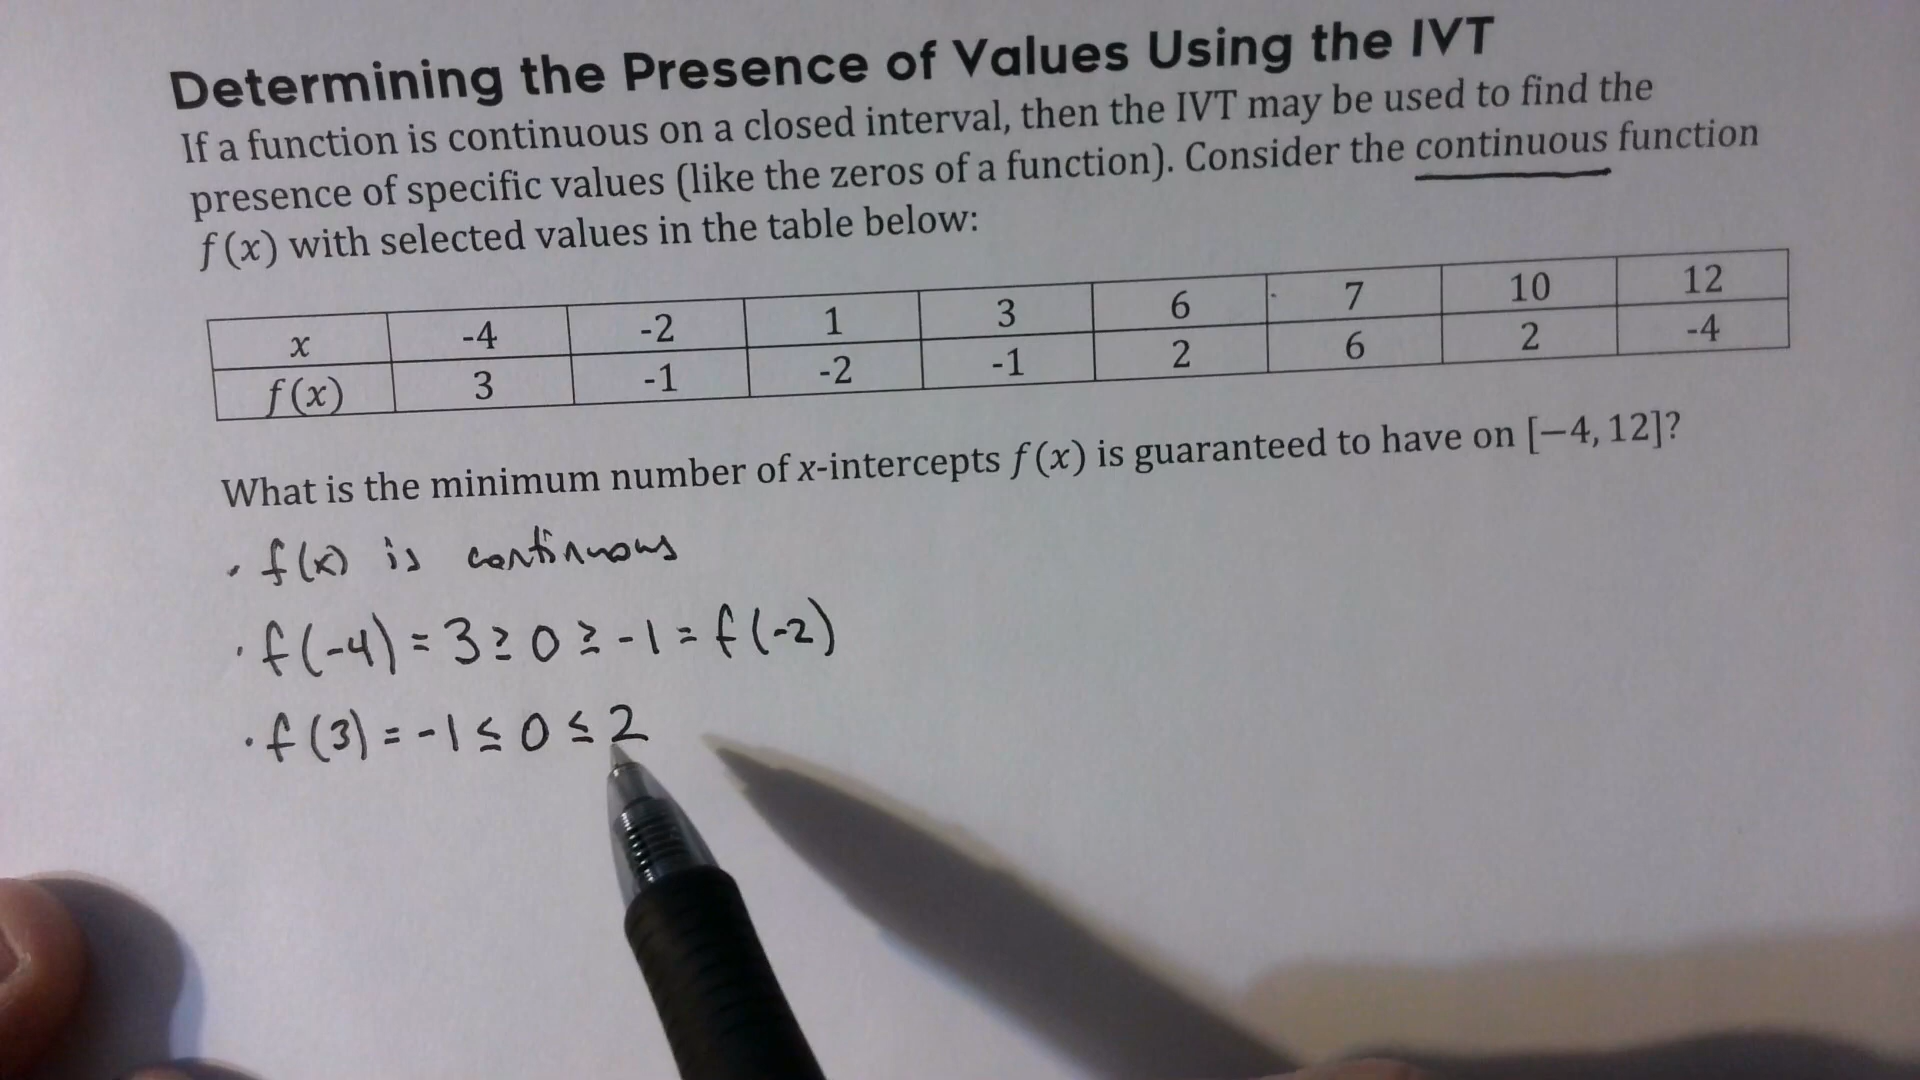 Determining the Presence of Values Using the IVT
If a function is continuous on a closed interval, then the IVT may be used to find the
presence of specific values (like the zeros of a function). Consider the continuous function
f(x) with selected values in the table below:
x -4 -2 1 3 6 7 10 12
f(x) 3 -1 -2 -1 2 6 2 -4
What is the minimum number of x-intercepts f(x) is guaranteed to have on [−4, 12]?
· f(x) is continuous
· f(-4) = 3 ≥ 0 ≥ -1 = f(-2)
· f(3) = -1 ≤ 0 ≤ 2